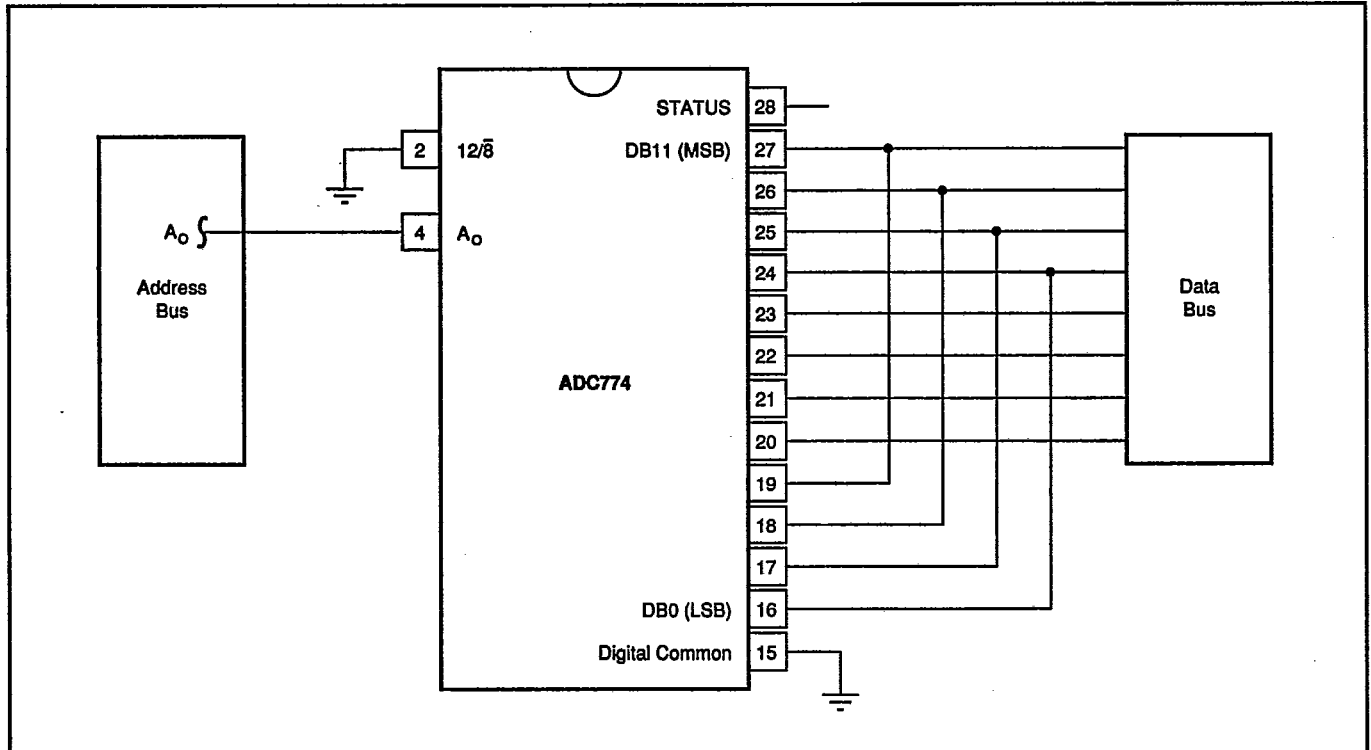 STATUS 28
2 12/8̅
DB11 (MSB) 27
26
A₀
4 A₀
25
24
Address
Bus
Data
Bus
23
22
ADC774
21
20
19
18
17
DB0 (LSB) 16
Digital Common 15